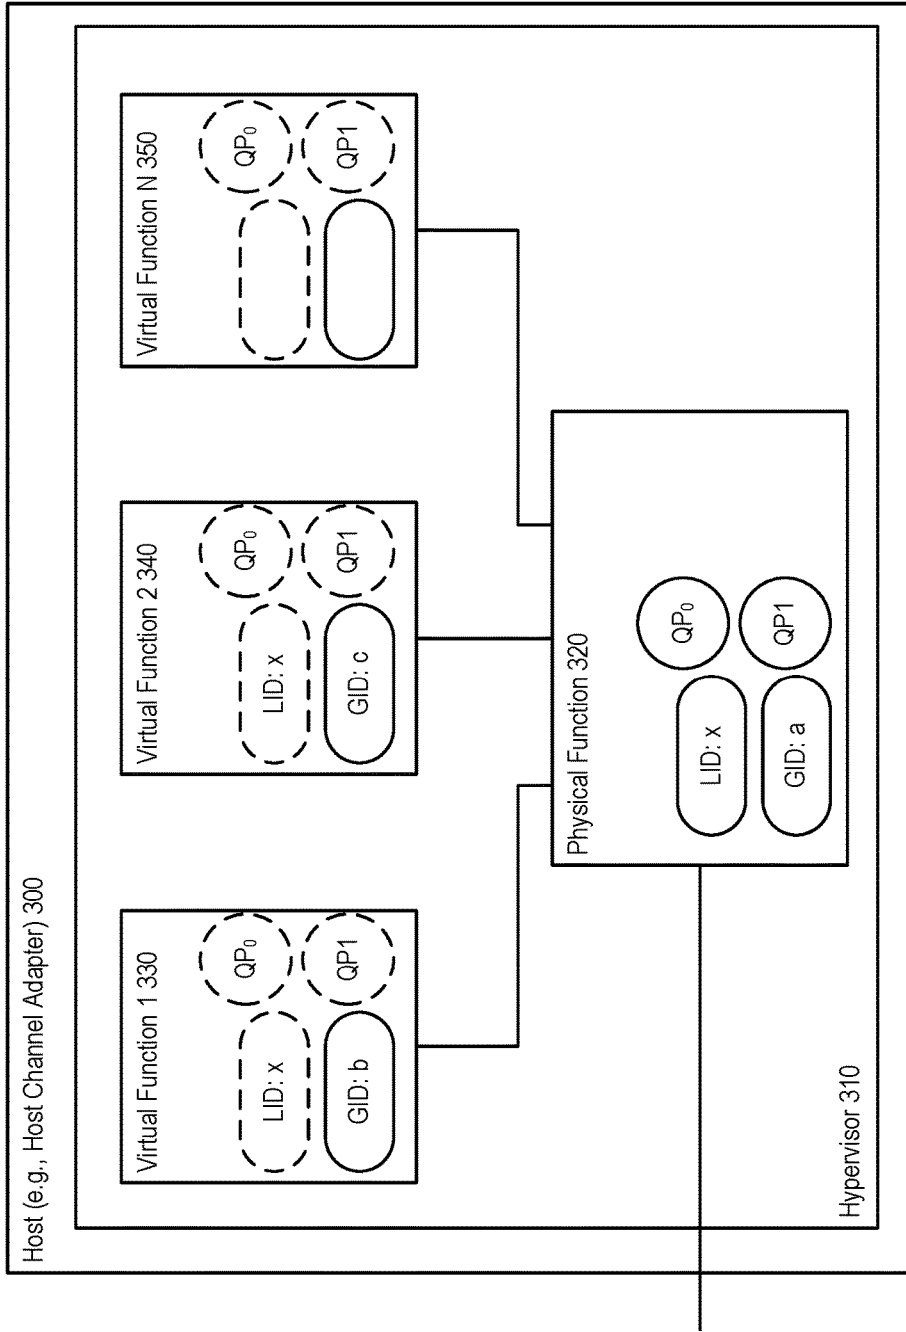 Host (e.g., Host Channel Adapter) 300
Virtual Function 1 330
LID: x
QP₀
GID: b
QP1
Virtual Function 2 340
LID: x
QP₀
GID: c
QP1
Virtual Function N 350
QP₀
QP1
Physical Function 320
LID: x
QP₀
GID: a
QP1
Hypervisor 310